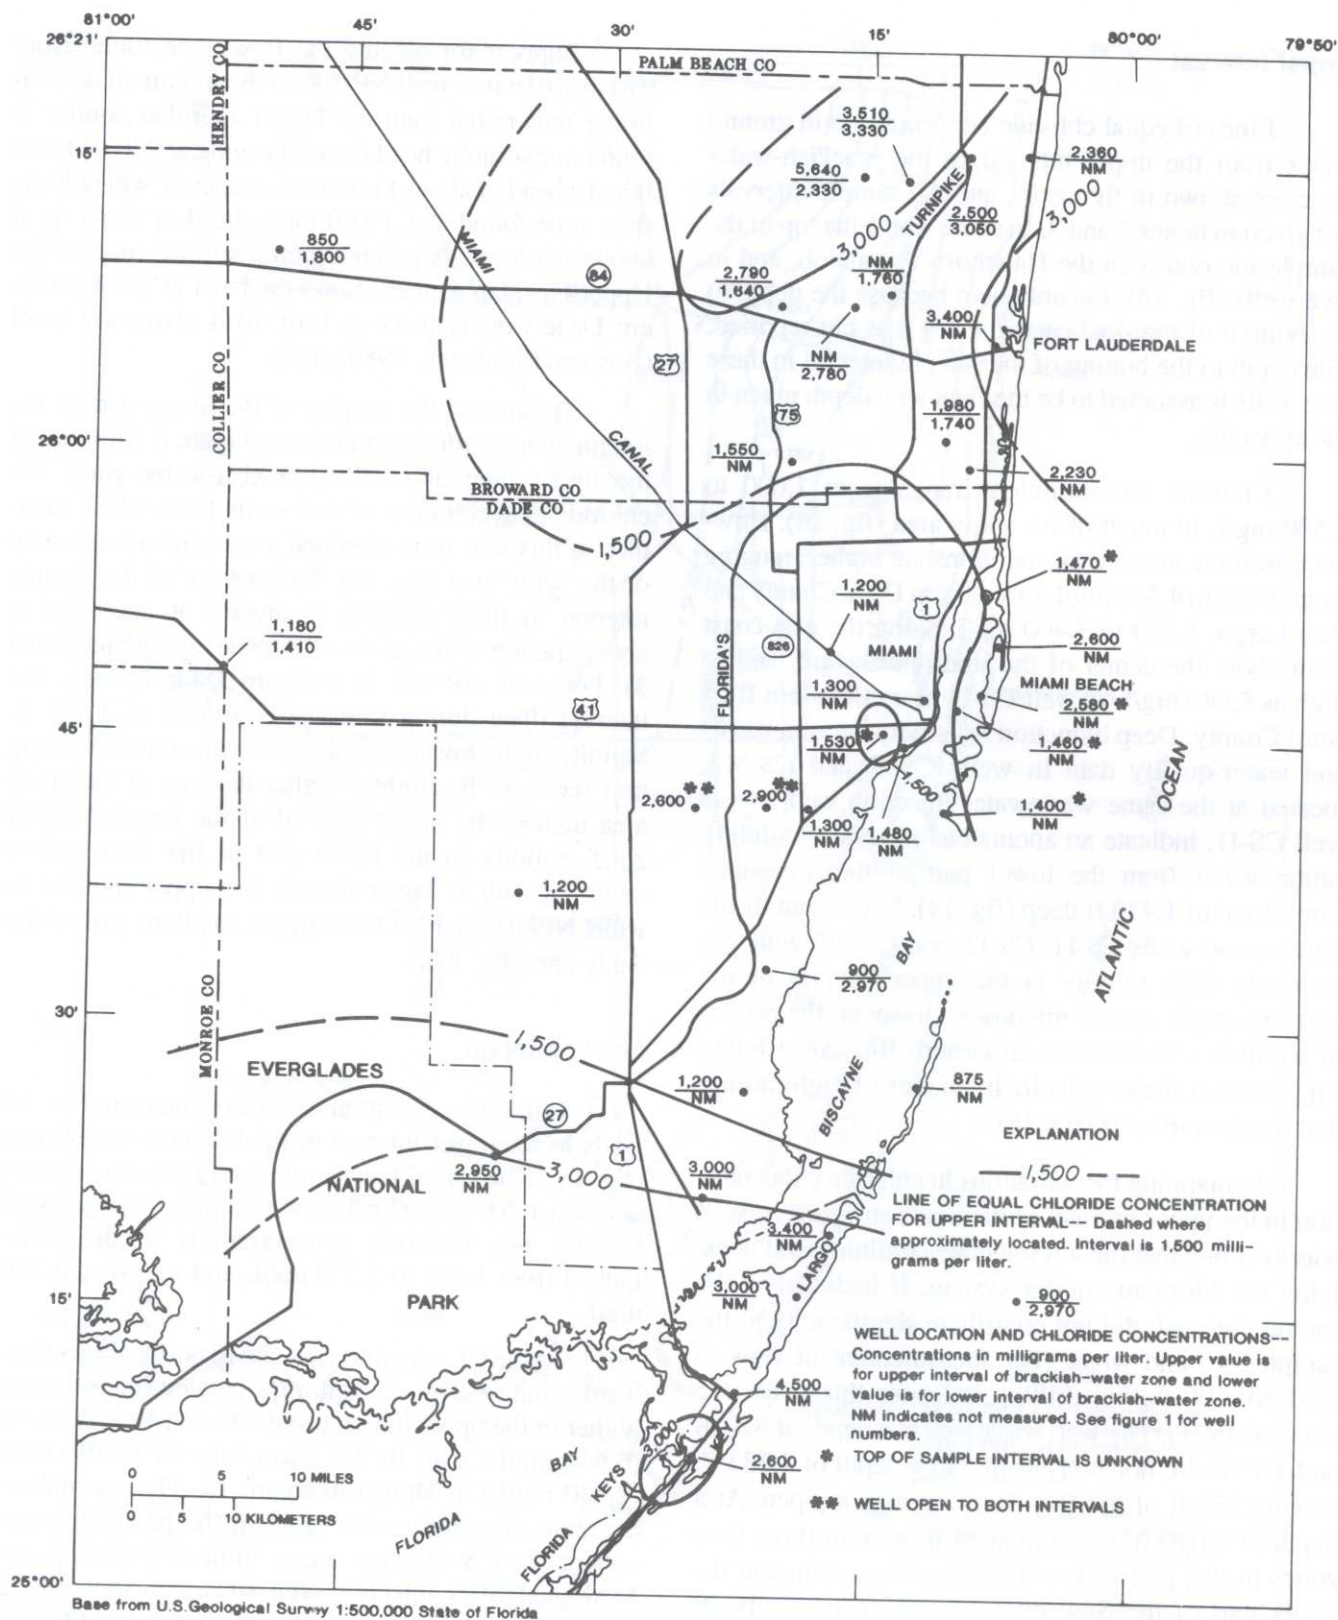 81°00'
45'
30'
15'
80°00'
79°50'
26°21'
HENDRY CO
PALM BEACH CO
15'
3,510
3,330
5,640
2,330
2,360
NM
TURNPIKE
3,000
3,000
2,500
3,050
850
1,800
MIAMI
84
2,790
1,640
NM
1,760
3,400
NM
FORT LAUDERDALE
27
NM
2,780
75
COLLIER CO
26°00'
CANAL
1,550
NM
1,980
1,740
2,230
NM
BROWARD CO
DADE CO
1,500
1,470*
NM
1,200
NM
1
1,180
1,410
FLORIDA'S
826
MIAMI
2,600
NM
MIAMI BEACH
1,300
NM
41
2,580*
NM
45'
1,530*
NM
1,460*
NM
1,500
2,600**
2,900**
1,400*
NM
1,300
NM
1,480
NM
OCEAN
1,200
NM
ATLANTIC
900
2,970
BAY
30'
MONROE CO
1,500
EVERGLADES
1,200
NM
BISCAYNE
875
NM
27
1
EXPLANATION
2,950
NM
3,000
3,000
NM
1,500
NATIONAL
LINE OF EQUAL CHLORIDE CONCENTRATION
FOR UPPER INTERVAL-- Dashed where
approximately located. Interval is 1,500 milli-
grams per liter.
3,400
NM
LARGO
3,000
NM
15'
PARK
900
2,970
WELL LOCATION AND CHLORIDE CONCENTRATIONS--
Concentrations in milligrams per liter. Upper value is
for upper interval of brackish-water zone and lower
value is for lower interval of brackish-water zone.
NM indicates not measured. See figure 1 for well
numbers.
4,500
NM
3,000
2,600
NM
* TOP OF SAMPLE INTERVAL IS UNKNOWN
** WELL OPEN TO BOTH INTERVALS
0 5 10 MILES
0 5 10 KILOMETERS
FLORIDA
BAY
FLORIDA
KEYS
25°00'
Base from U.S.Geological Survey 1:500,000 State of Florida